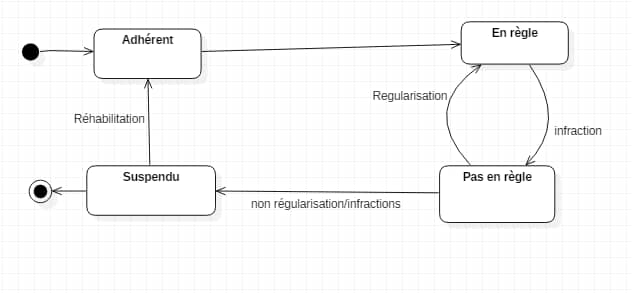 Adhérent
En règle
Regularisation
Réhabilitation
infraction
Suspendu
Pas en règle
non régularisation/infractions